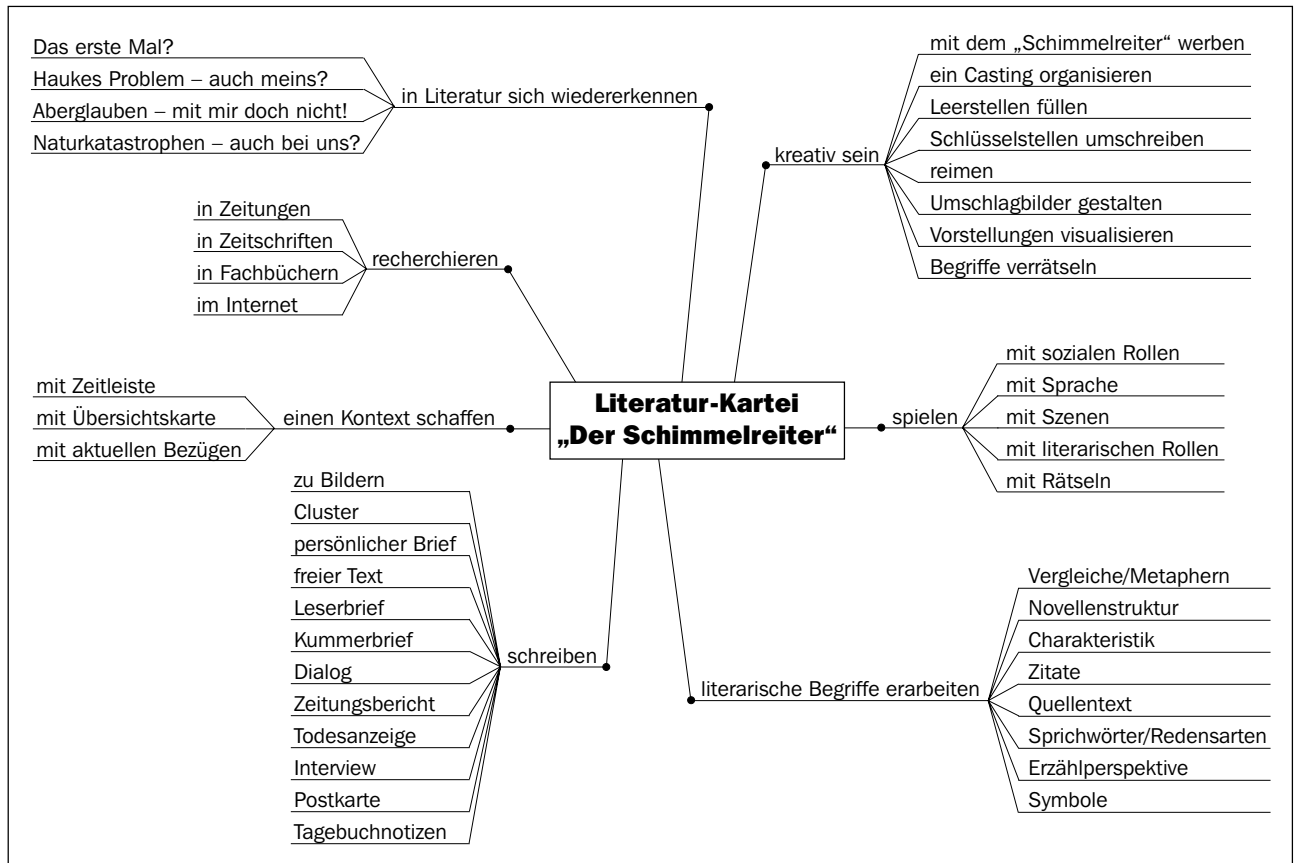 Das erste Mal?
Haukes Problem – auch meins?
Aberglauben – mit mir doch nicht!
Naturkatastrophen – auch bei uns?
in Literatur sich wiedererkennen
mit dem „Schimmelreiter“ werben
ein Casting organisieren
Leerstellen füllen
Schlüsselstellen umschreiben
reimen
Umschlagbilder gestalten
Vorstellungen visualisieren
Begriffe verrätseln
kreativ sein
in Zeitungen
in Zeitschriften
in Fachbüchern
im Internet
recherchieren
mit Zeitleiste
mit Übersichtskarte
mit aktuellen Bezügen
einen Kontext schaffen
Literatur-Kartei
„Der Schimmelreiter“
spielen
mit sozialen Rollen
mit Sprache
mit Szenen
mit literarischen Rollen
mit Rätseln
zu Bildern
Cluster
persönlicher Brief
freier Text
Leserbrief
Kummerbrief
Dialog
Zeitungsbericht
Todesanzeige
Interview
Postkarte
Tagebuchnotizen
schreiben
literarische Begriffe erarbeiten
Vergleiche/Metaphern
Novellenstruktur
Charakteristik
Zitate
Quellentext
Sprichwörter/Redensarten
Erzählperspektive
Symbole